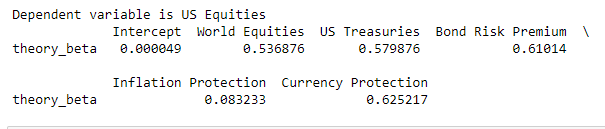 Dependent variable is US Equities
Intercept World Equities US Treasuries Bond Risk Premium \
theory_beta 0.000049 0.536876 0.579876 0.61014
Inflation Protection Currency Protection
theory_beta 0.083233 0.625217